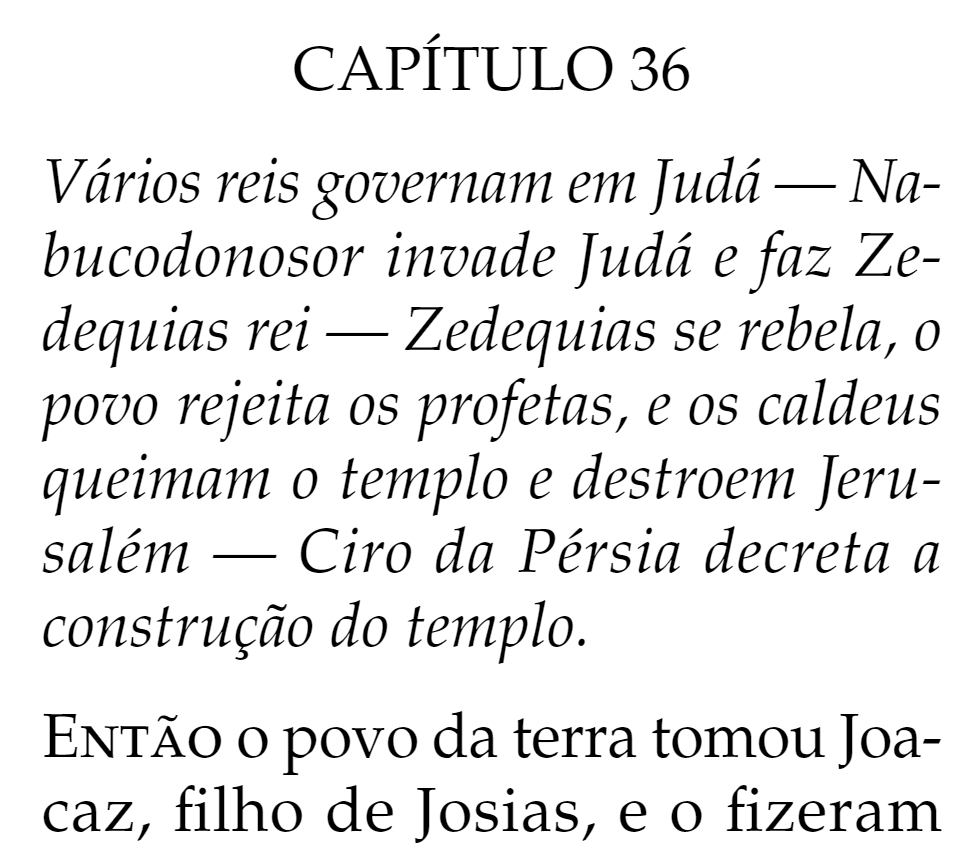 CAPÍTULO 36
Vários reis governam em Judá — Na-
bucodonosor invade Judá e faz Ze-
dequias rei — Zedequias se rebela, o
povo rejeita os profetas, e os caldeus
queimam o templo e destroem Jeru-
salém — Ciro da Pérsia decreta a
construção do templo.
ENTÃO o povo da terra tomou Joa-
caz, filho de Josias, e o fizeram